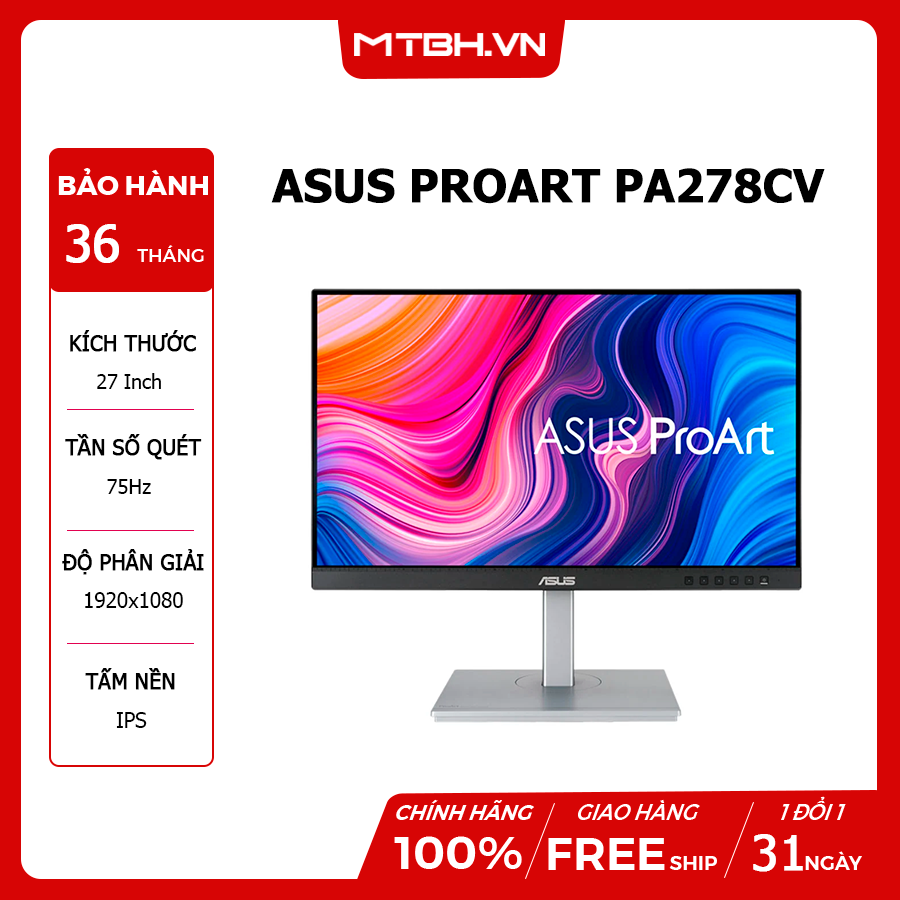 MTBH.VN
BẢO HÀNH
36 THÁNG
KÍCH THƯỚC
27 Inch
TẦN SỐ QUÉT
75Hz
ĐỘ PHÂN GIẢI
1920x1080
TẤM NỀN
IPS
ASUS PROART PA278CV
ASUS ProArt
ASUS
CHÍNH HÃNG
100%
GIAO HÀNG
FREE SHIP
1 ĐỔI 1
31 NGÀY